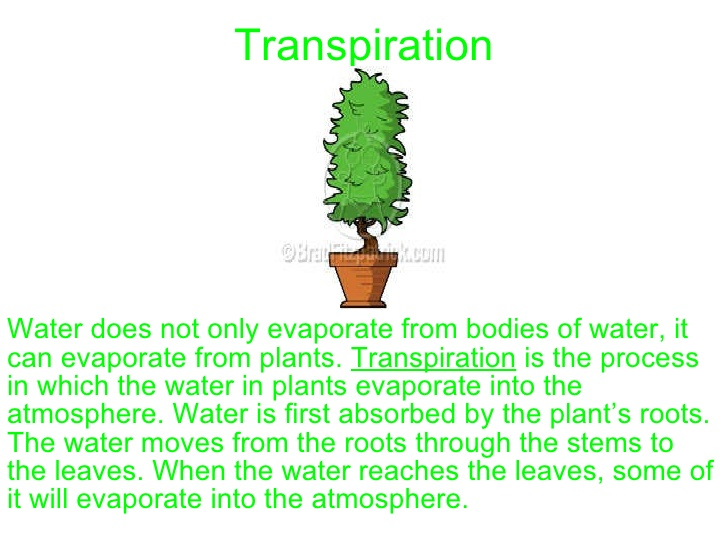 Transpiration
©BradFitzpatrick.com
Water does not only evaporate from bodies of water, it
can evaporate from plants. Transpiration is the process
in which the water in plants evaporate into the
atmosphere. Water is first absorbed by the plant’s roots.
The water moves from the roots through the stems to
the leaves. When the water reaches the leaves, some of
it will evaporate into the atmosphere.